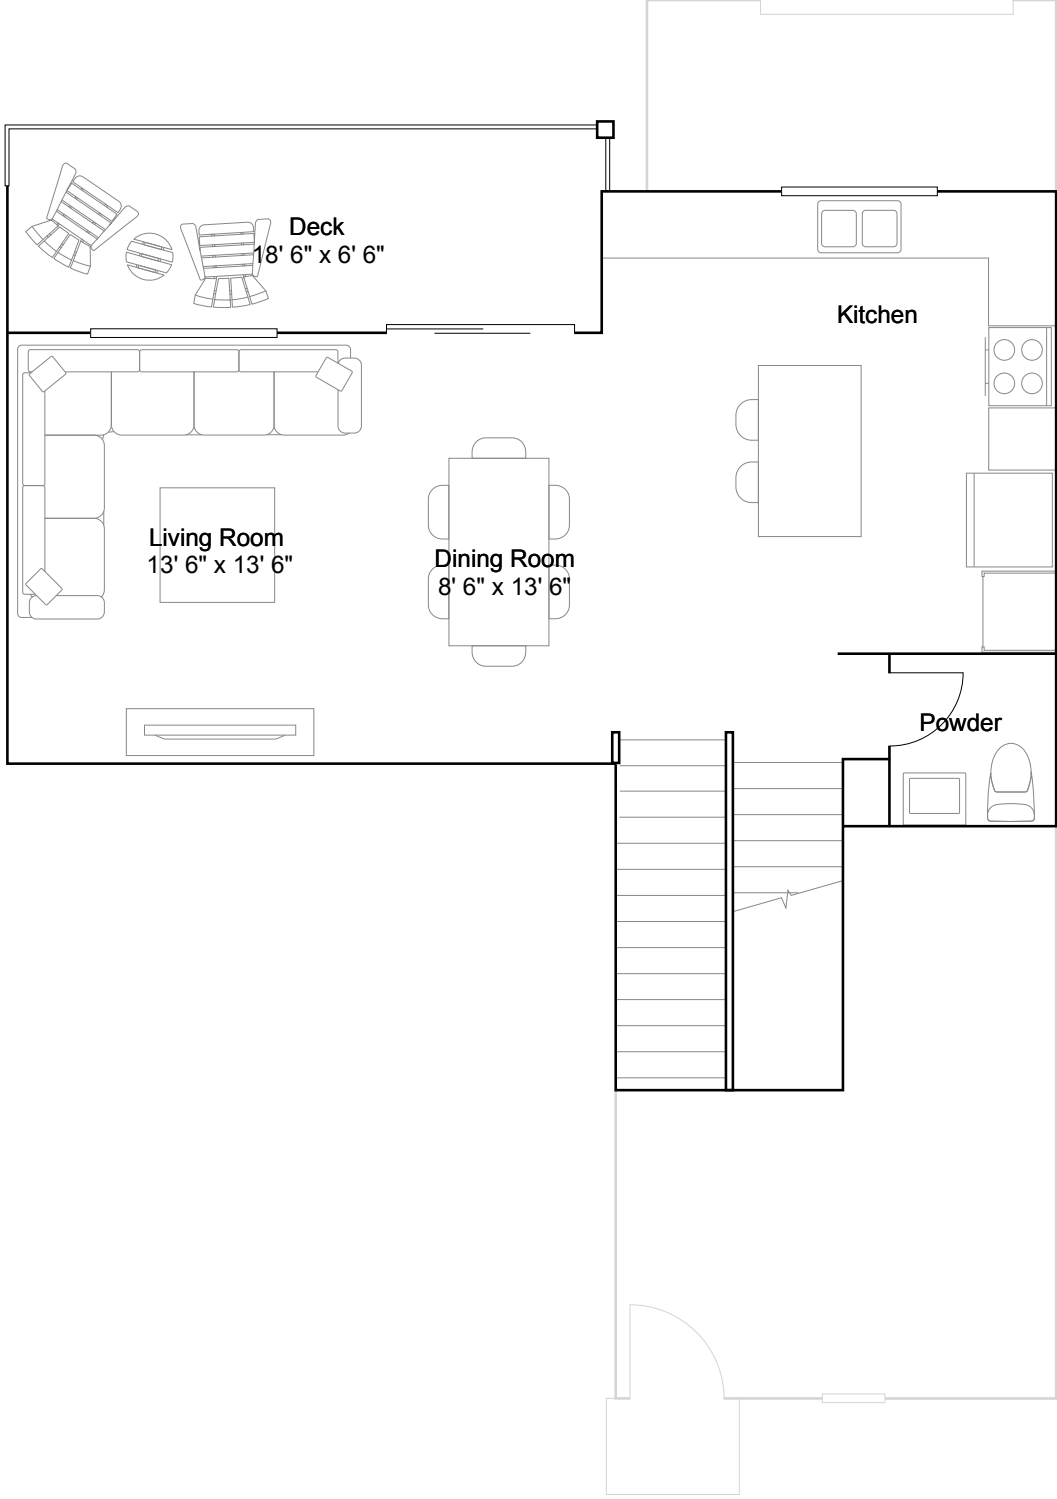 Deck
18' 6" x 6' 6"
Kitchen
Living Room
13' 6" x 13' 6"
Dining Room
8' 6" x 13' 6"
Powder